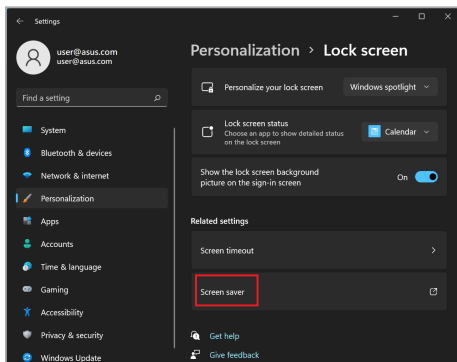 Settings
user@asus.com
user@asus.com
Find a setting
System
Bluetooth & devices
Network & internet
Personalization
Apps
Accounts
Time & language
Gaming
Accessibility
Privacy & security
Windows Update
Personalization > Lock screen
Personalize your lock screen
Windows spotlight
Lock screen status
Choose an app to show detailed status
on the lock screen
Calendar
Show the lock screen background
picture on the sign-in screen
On
Related settings
Screen timeout
Screen saver
Get help
Give feedback